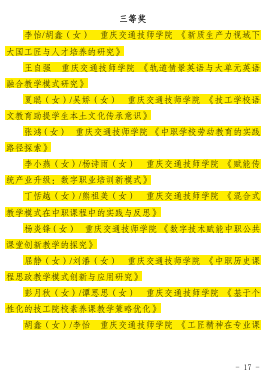 三等奖
李怡/胡鑫（女） 重庆交通技师学院 《新质生产力视域下
大国工匠与人才培养的研究》
王自强 重庆交通技师学院 《轨道情景英语与大单元英语
融合教学模式研究》
夏聪（女）/吴婷（女） 重庆交通技师学院 《技工学校语
文教育助提学生本土文化传承意识》
张鸿（女） 重庆交通技师学院 《中职学校劳动教育的实践
路径探索》
李小燕（女）/杨诗雨（女） 重庆交通技师学院 《赋能传
统产业升级：数字职业培训新模式》
丁恬越（女）/熊祖美（女） 重庆交通技师学院 《混合式
教学模式在中职课程中的实践与反思》
杨炎锋（女） 重庆交通技师学院 《数字技术赋能中职公共
课堂创新教学的探究》
屈静（女）/刘潘（女） 重庆交通技师学院 《中职历史课
程思政教学模式创新与应用研究》
彭月秋（女）/谭思思（女） 重庆交通技师学院 《基于个
性化的技工院校素养课教学策略优化》
胡鑫（女）/李怡 重庆交通技师学院 《工匠精神在专业课
- 17 -